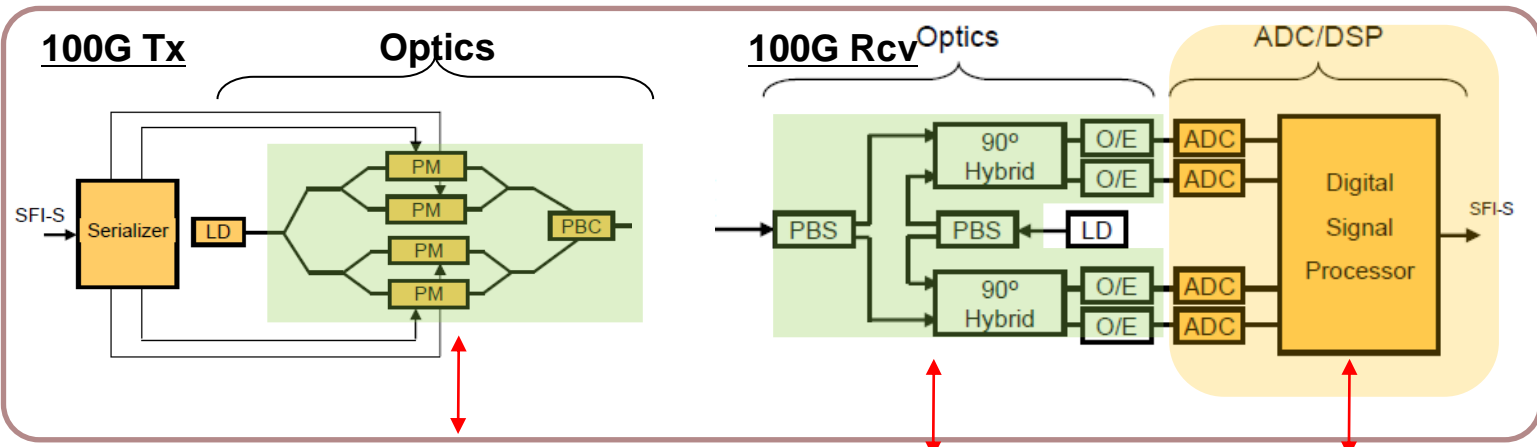 100G Tx
Optics
SFI-S
Serializer
LD
PM
PM
PM
PM
PBC
100G Rcv
Optics
ADC/DSP
PBS
90º
Hybrid
O/E
O/E
PBS
LD
90º
Hybrid
O/E
O/E
ADC
ADC
ADC
ADC
Digital
Signal
Processor
SFI-S